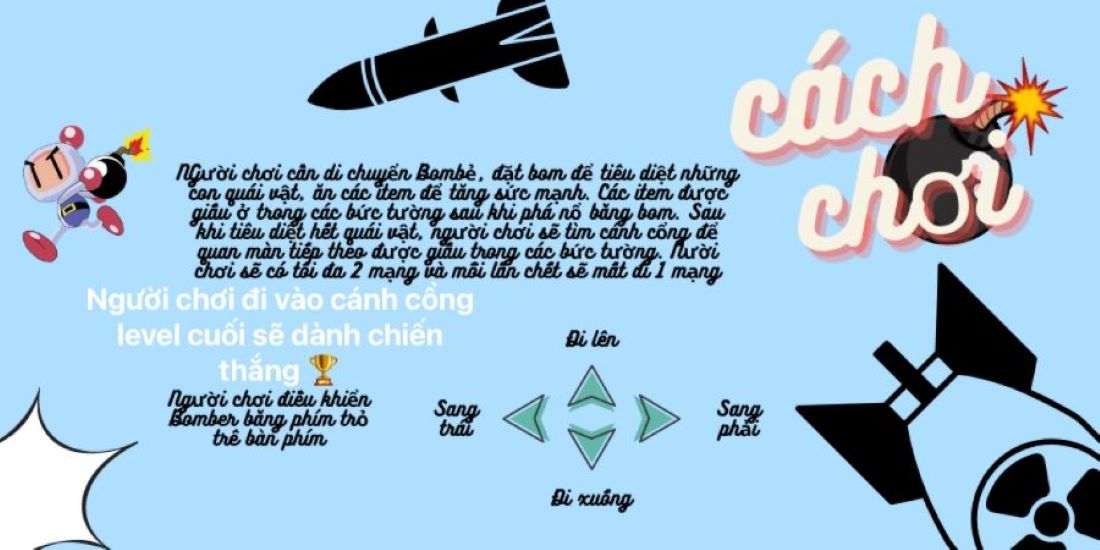 cách
chơi
NGười chơi cần di chuyển Bombẻ, đặt bom để tiêu diệt những
con quái vật, ăn các item để tăng sức mạnh. Các item được
giấu ở trong các bức tường sau khi phá nổ bằng bom. Sau
khi tiêu diệt hết quái vật, người chơi sẽ tìm cánh cổng để
quan màn tiếp theo được giấu trong các bức tường. Nười
chơi sẽ có tối đa 2 mạng và mỗi lần chết sẽ mất đi 1 mạng
Người chơi đi vào cánh cổng
level cuối sẽ dành chiến
thắng 🏆
Người chơi điều khiển
Bomber bằng phím trỏ
trê bàn phím
Đi lên
Sang
trái
Sang
phải
Đi xuống